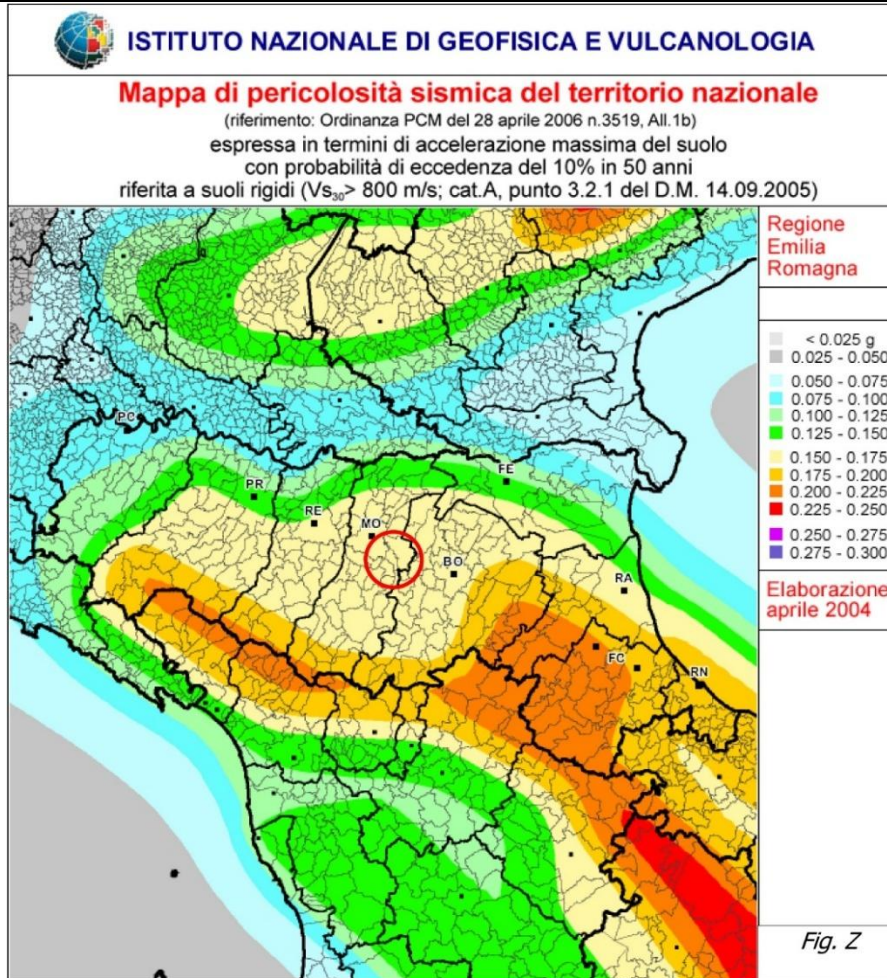 ISTITUTO NAZIONALE DI GEOFISICA E VULCANOLOGIA
Mappa di pericolosità sismica del territorio nazionale
(riferimento: Ordinanza PCM del 28 aprile 2006 n.3519, All.1b)
espressa in termini di accelerazione massima del suolo
con probabilità di eccedenza del 10% in 50 anni
riferita a suoli rigidi (Vs₃₀> 800 m/s; cat.A, punto 3.2.1 del D.M. 14.09.2005)
Regione
Emilia
Romagna
< 0.025 g
0.025 - 0.050
0.050 - 0.075
0.075 - 0.100
0.100 - 0.125
0.125 - 0.150
0.150 - 0.175
0.175 - 0.200
0.200 - 0.225
0.225 - 0.250
0.250 - 0.275
0.275 - 0.300
Elaborazione
aprile 2004
PC
PR
RE
MO
FE
BO
RA
FC
RN
Fig. Z